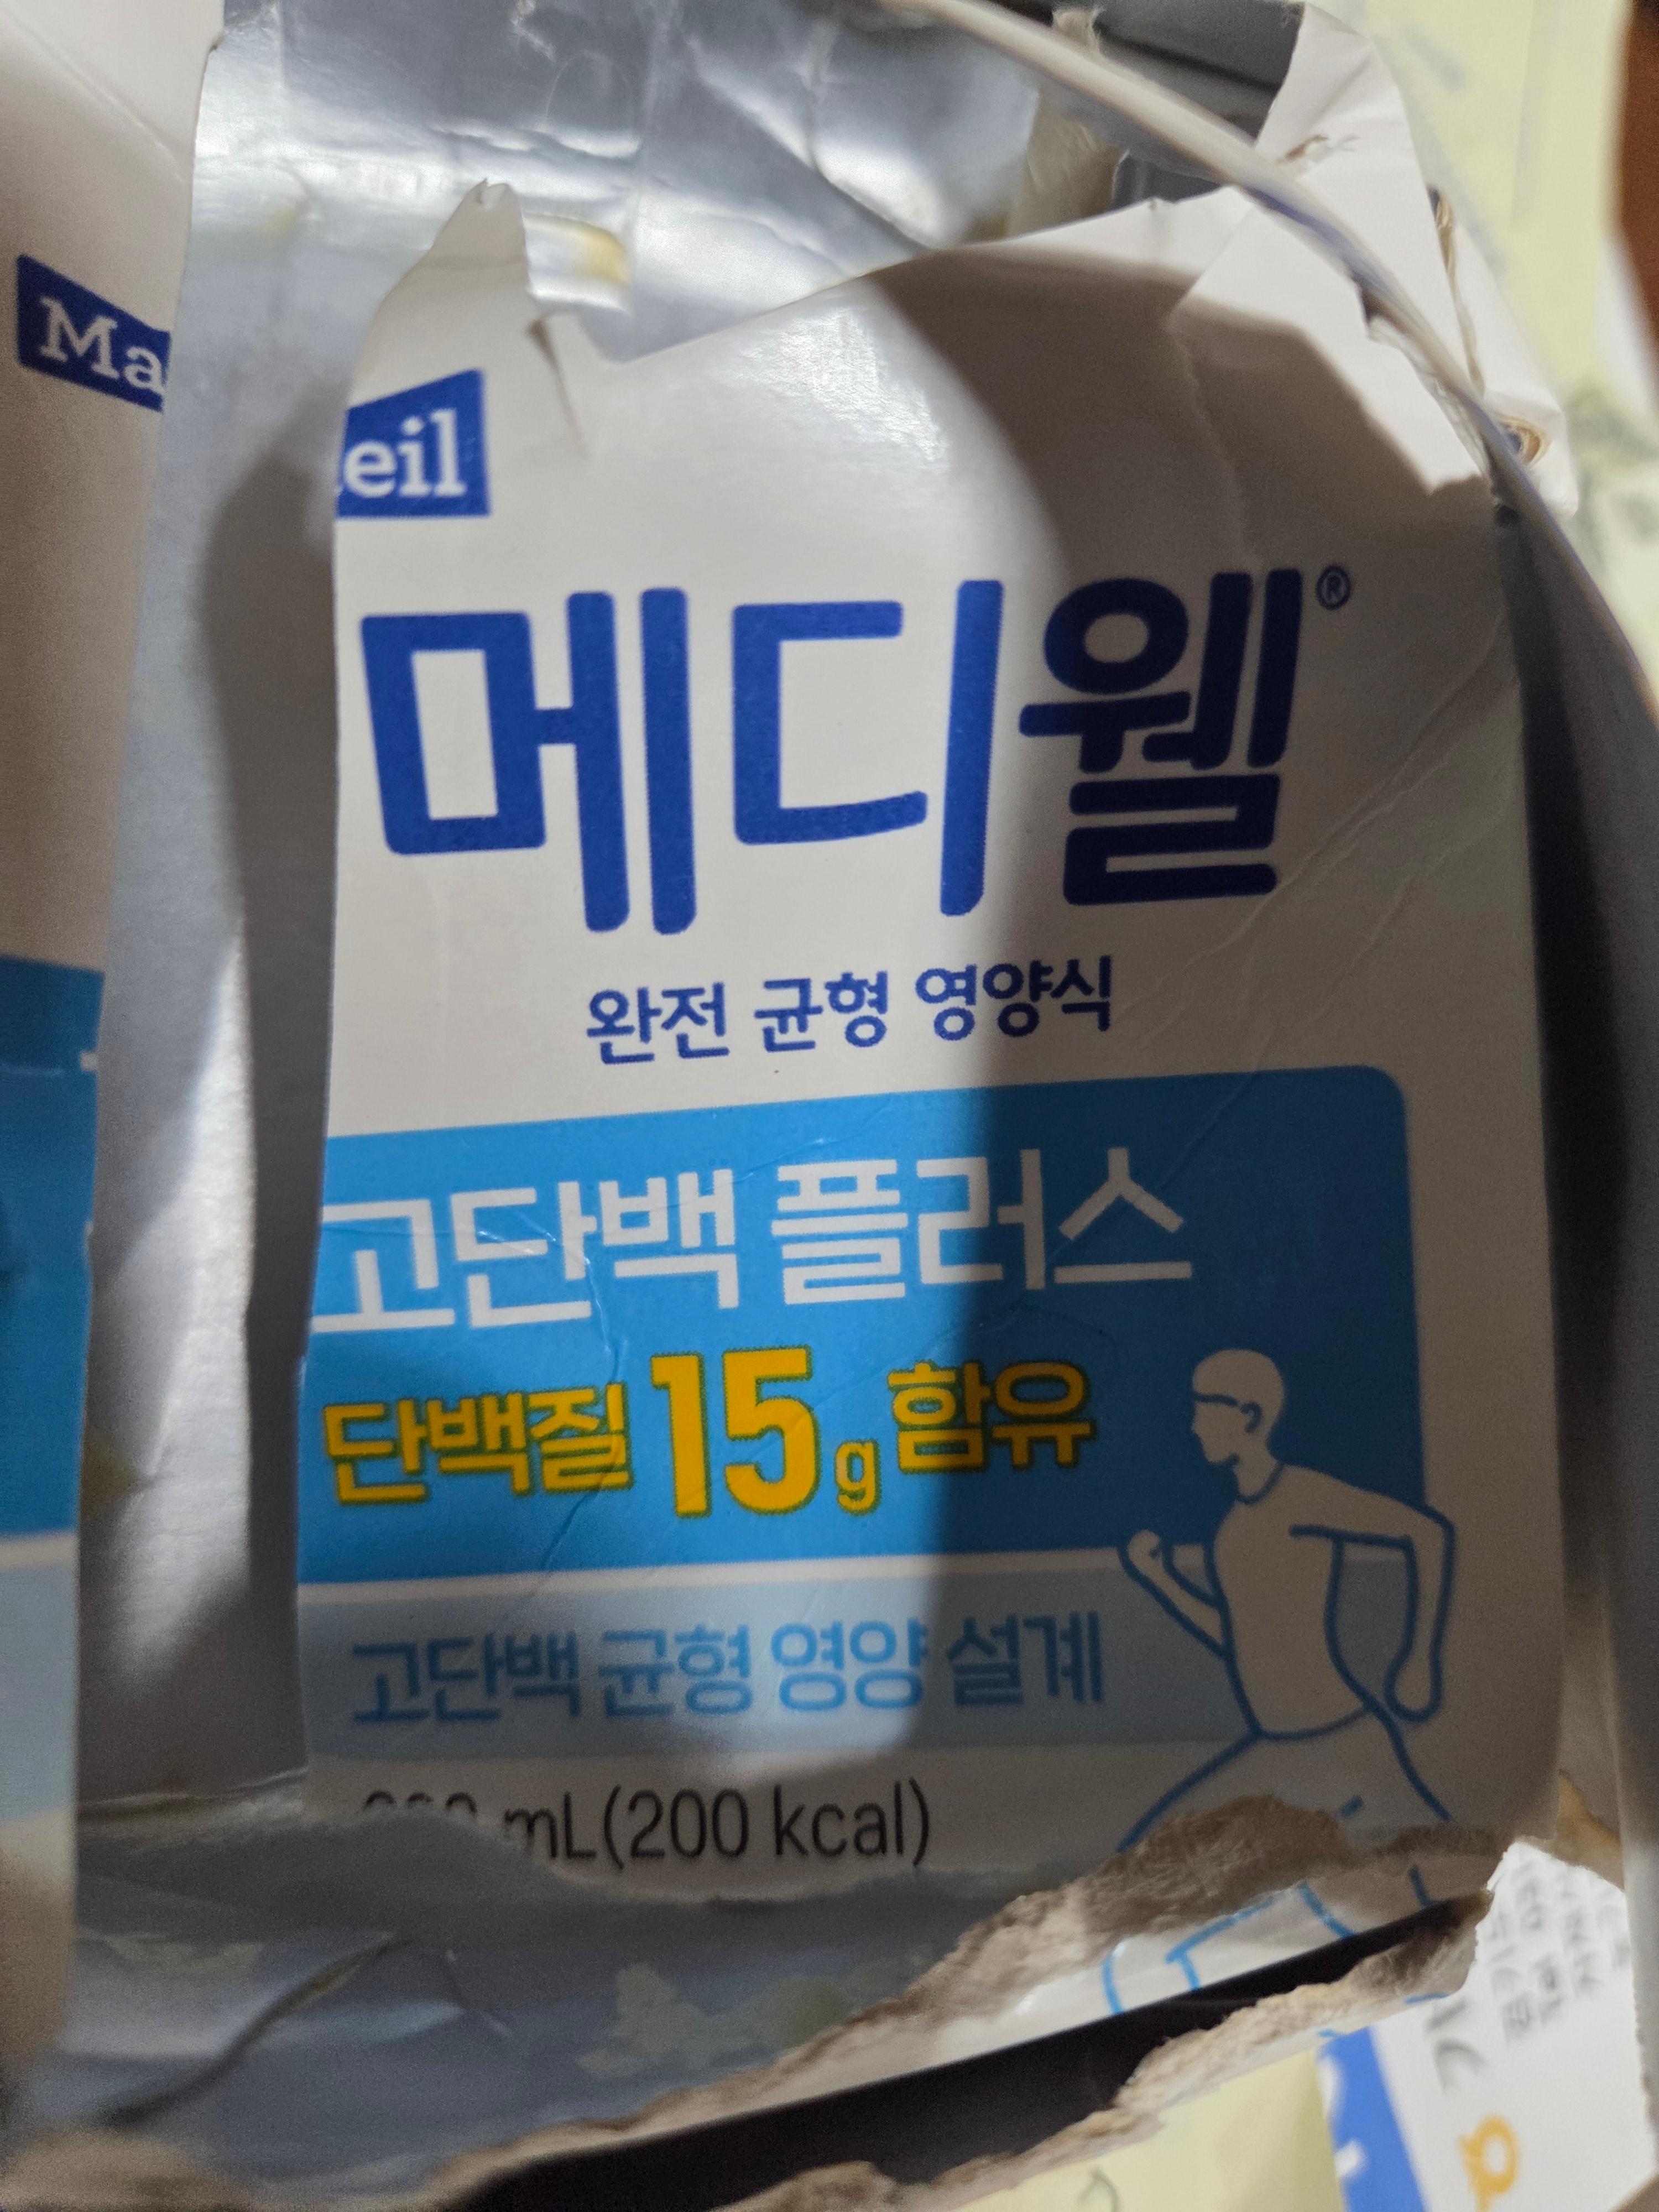 Ma
eil
메디웰®
완전 균형 영양식
고단백 플러스
단백질 15g 함유
고단백 균형 영양 설계
mL(200 kcal)